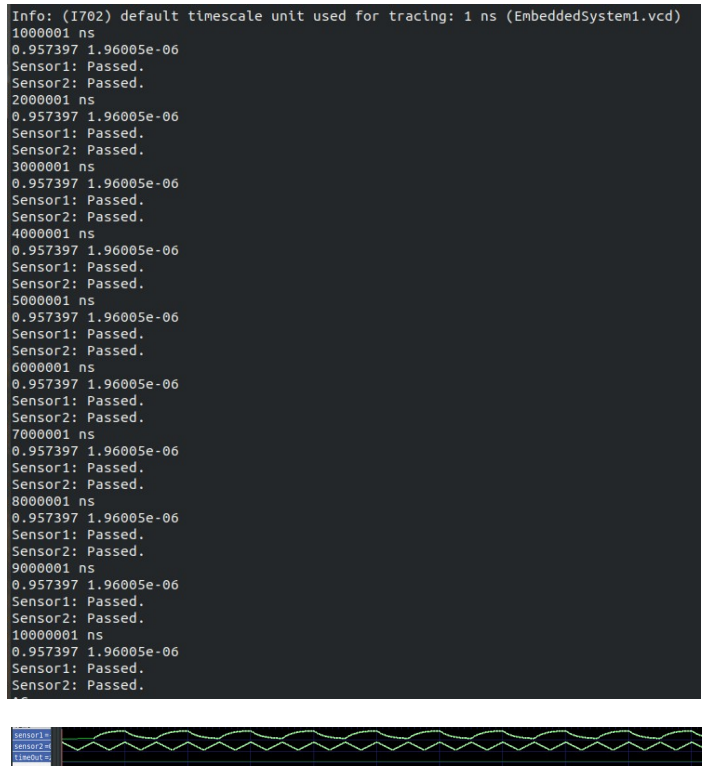 Info: (I702) default timescale unit used for tracing: 1 ns (EmbeddedSystem1.vcd)
1000001 ns
0.957397 1.96005e-06
Sensor1: Passed.
Sensor2: Passed.
2000001 ns
0.957397 1.96005e-06
Sensor1: Passed.
Sensor2: Passed.
3000001 ns
0.957397 1.96005e-06
Sensor1: Passed.
Sensor2: Passed.
4000001 ns
0.957397 1.96005e-06
Sensor1: Passed.
Sensor2: Passed.
5000001 ns
0.957397 1.96005e-06
Sensor1: Passed.
Sensor2: Passed.
6000001 ns
0.957397 1.96005e-06
Sensor1: Passed.
Sensor2: Passed.
7000001 ns
0.957397 1.96005e-06
Sensor1: Passed.
Sensor2: Passed.
8000001 ns
0.957397 1.96005e-06
Sensor1: Passed.
Sensor2: Passed.
9000001 ns
0.957397 1.96005e-06
Sensor1: Passed.
Sensor2: Passed.
10000001 ns
0.957397 1.96005e-06
Sensor1: Passed.
Sensor2: Passed.
sensor1=
sensor2=
timeOut=